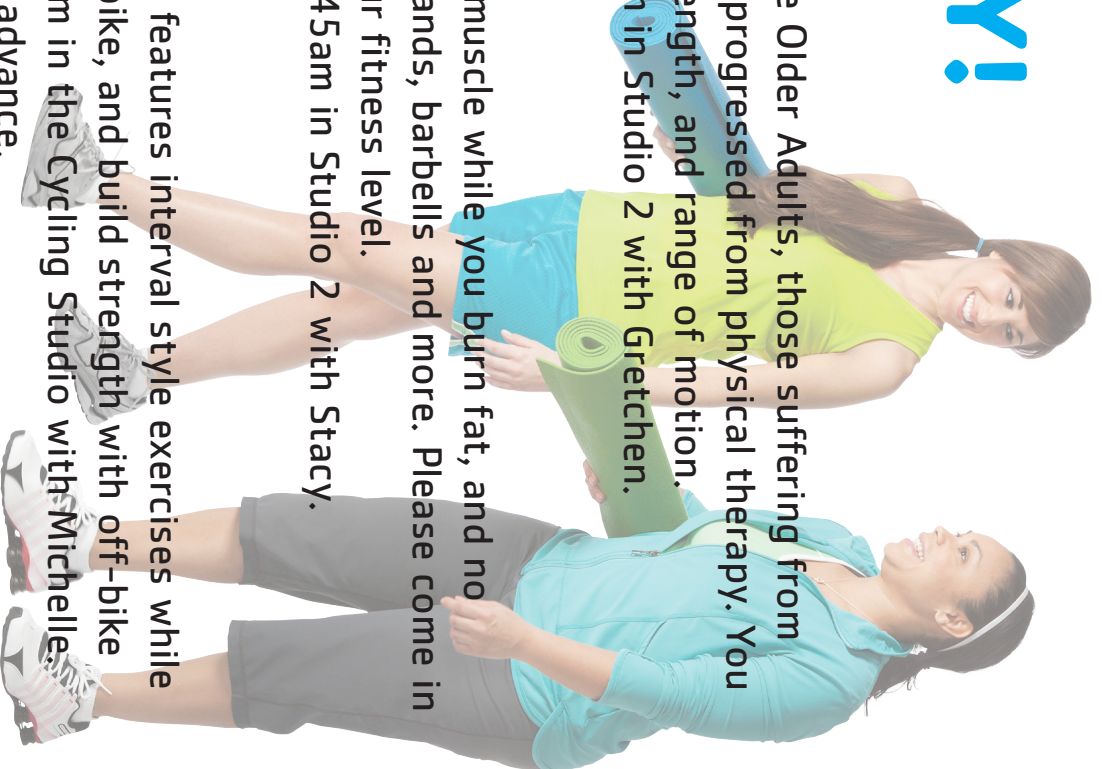 Y!
e Older Adults, those suffering from
progressed from physical therapy. You
ength, and range of motion.
in Studio 2 with Gretchen.
muscle while you burn fat, and no
ands, barbells and more. Please come in
ur fitness level.
45am in Studio 2 with Stacy.
features interval style exercises while
bike, and build strength with off-bike
m in the Cycling Studio with Michelle.
advance.